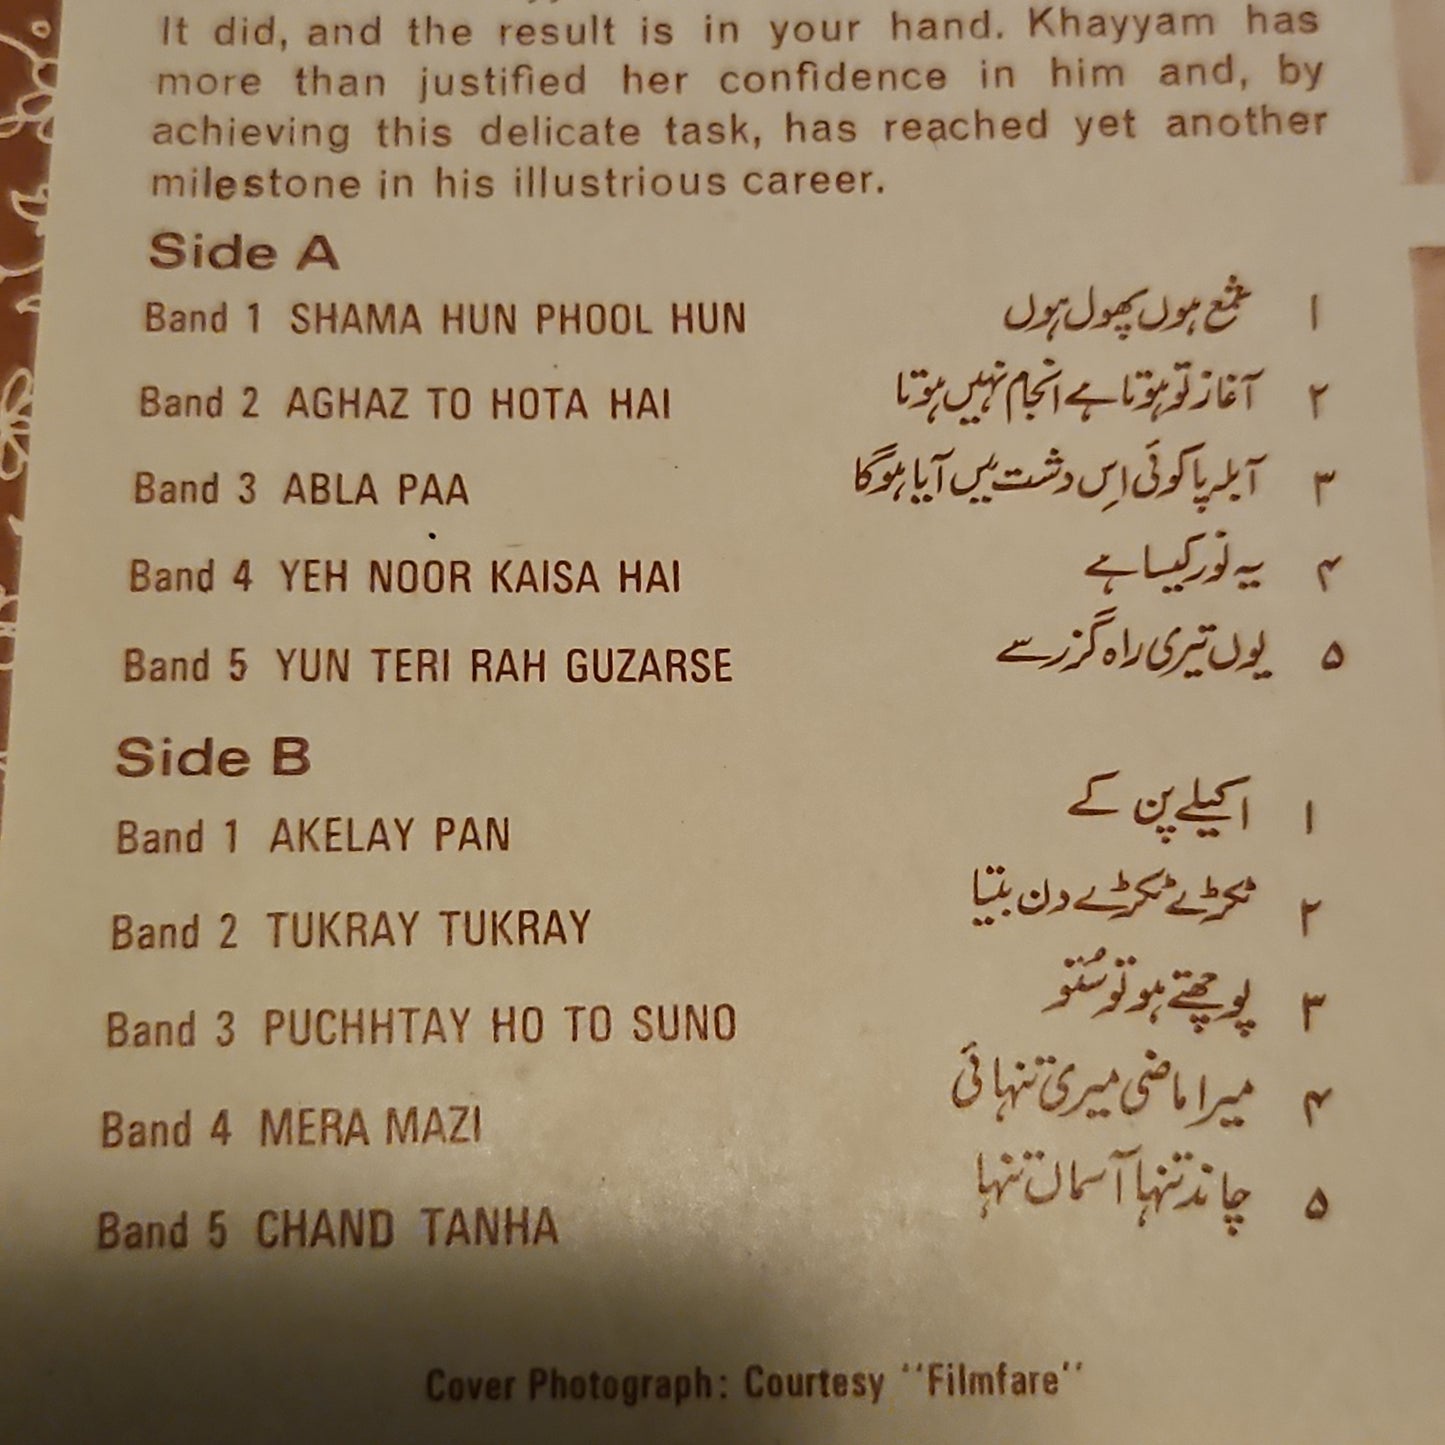 It did, and the result is in your hand. Khayyam has
more than justified her confidence in him and, by
achieving this delicate task, has reached yet another
milestone in his illustrious career.
Side A
Band 1 SHAMA HUN PHOOL HUN شمع ہوں پھول ہوں ۱
Band 2 AGHAZ TO HOTA HAI آغاز تو ہوتا ہے انجام نہیں ہوتا ۲
Band 3 ABLA PAA آبلہ پا کوئی اِس دشت میں آیا ہوگا ۳
Band 4 YEH NOOR KAISA HAI یہ نور کیسا ہے ۴
Band 5 YUN TERI RAH GUZARSE یوں تیری راہ گزر سے ۵
Side B
Band 1 AKELAY PAN اکیلے پن کے ۱
Band 2 TUKRAY TUKRAY ٹکڑے ٹکڑے دن بیتا ۲
Band 3 PUCHHTAY HO TO SUNO پوچھتے ہو تو سُنو ۳
Band 4 MERA MAZI میرا ماضی میری تنہائی ۴
Band 5 CHAND TANHA چاند تنہا آسماں تنہا ۵
Cover Photograph: Courtesy "Filmfare"